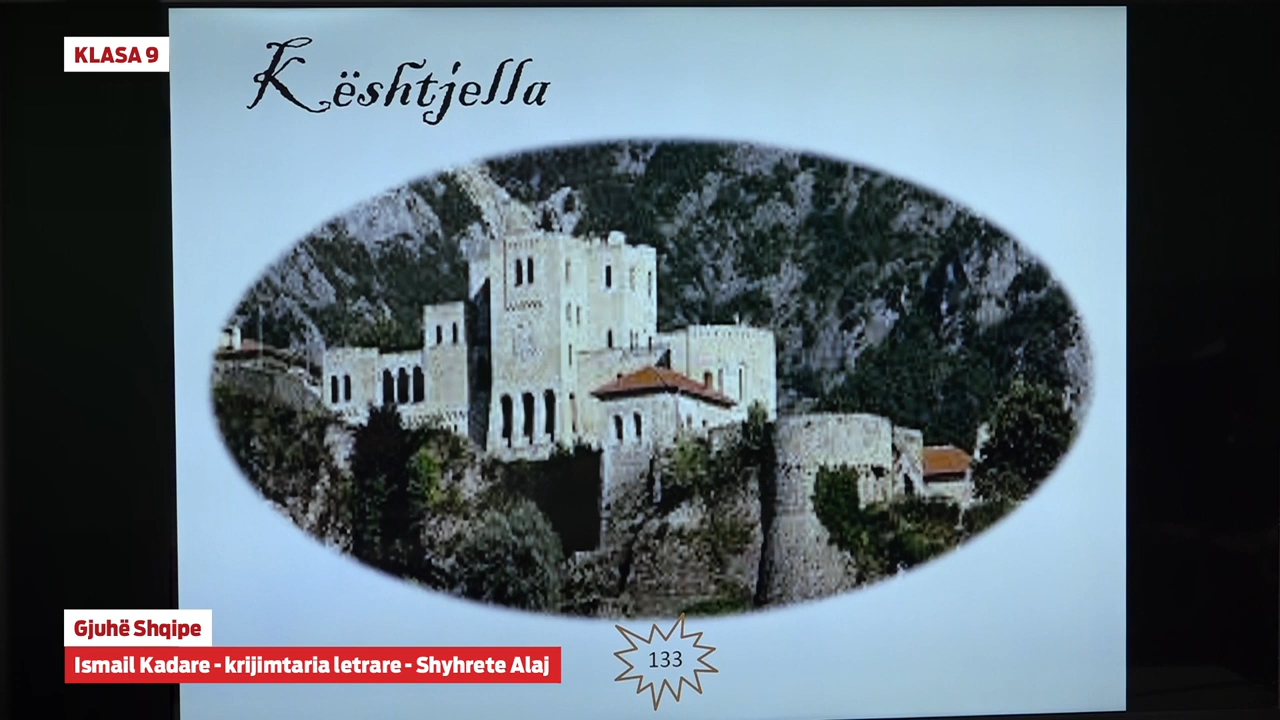 KLASA 9
Kështjella
133
Gjuhë Shqipe
Ismail Kadare - krijimtaria letrare - Shyhrete Alaj